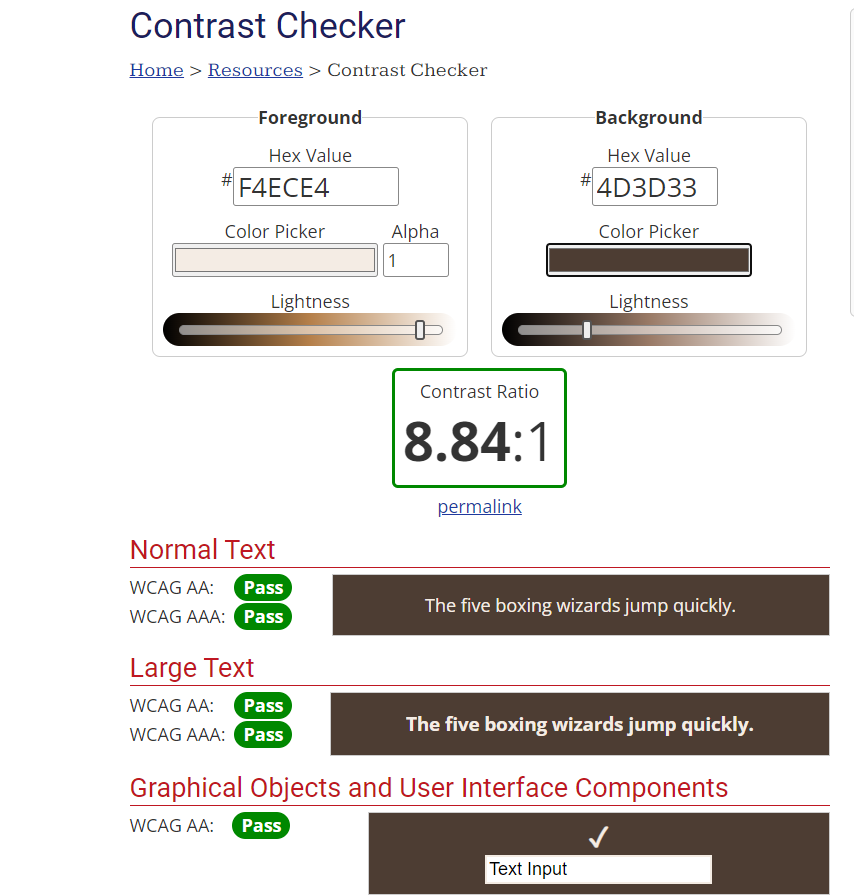 Contrast Checker
Home > Resources > Contrast Checker
Foreground
Hex Value
# F4ECE4
Color Picker Alpha
1
Lightness
Background
Hex Value
# 4D3D33
Color Picker
Lightness
Contrast Ratio
8.84:1
permalink
Normal Text
WCAG AA: Pass
WCAG AAA: Pass
The five boxing wizards jump quickly.
Large Text
WCAG AA: Pass
WCAG AAA: Pass
The five boxing wizards jump quickly.
Graphical Objects and User Interface Components
WCAG AA: Pass
✓
Text Input